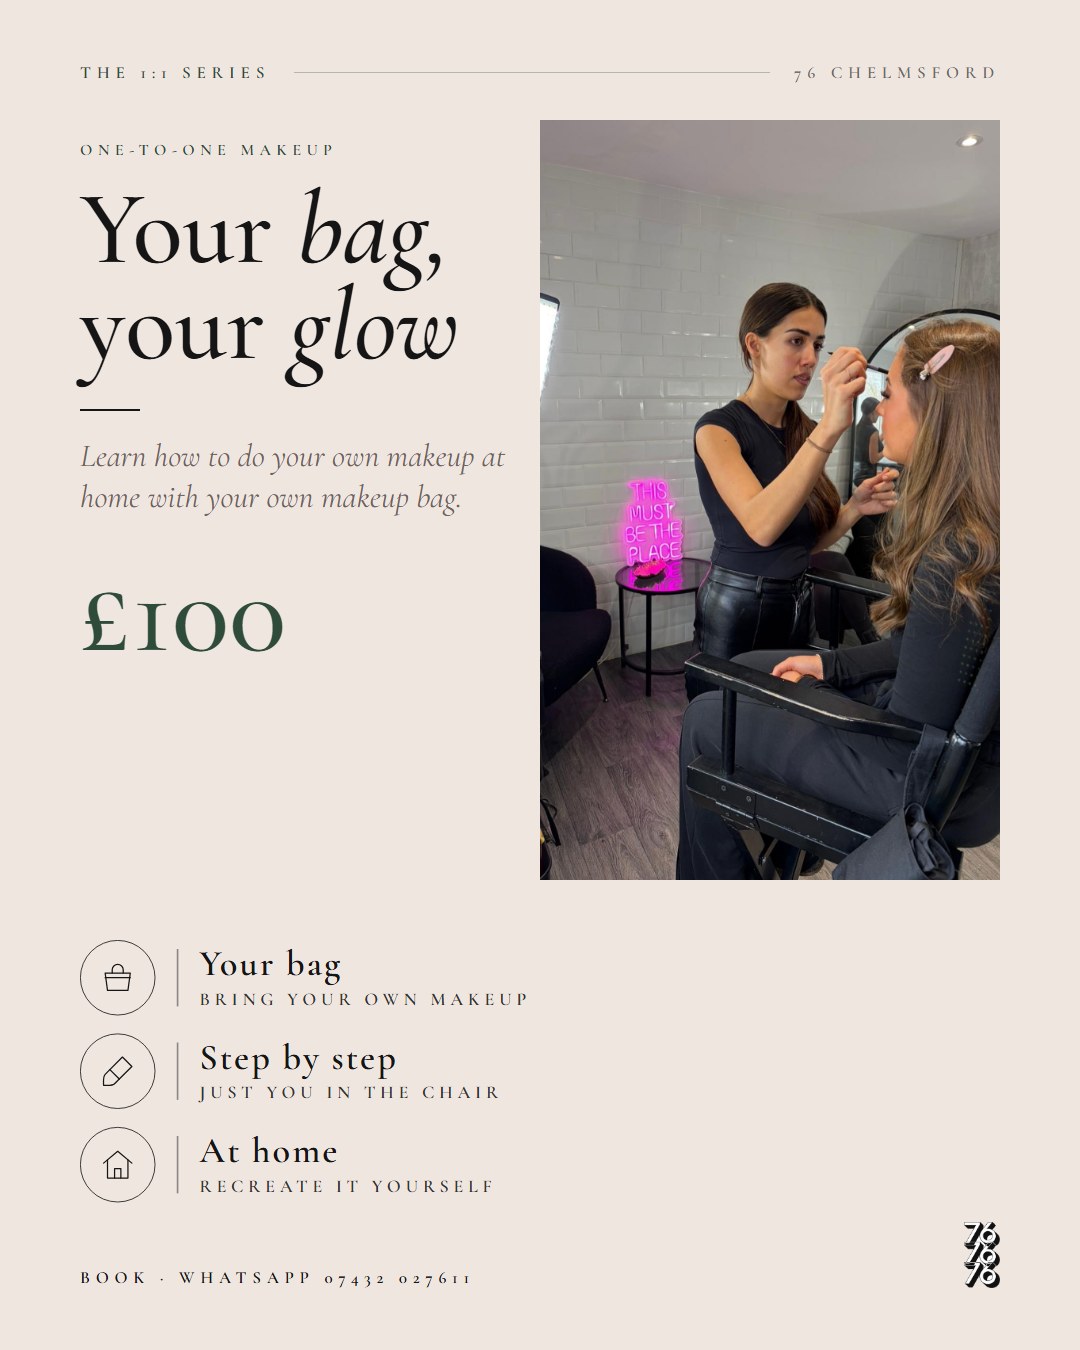 THE 1:1 SERIES
76 CHELMSFORD
ONE-TO-ONE MAKEUP
Your bag,
your glow
Learn how to do your own makeup at
home with your own makeup bag.
£100
THIS
MUST
BE THE
PLACE
Your bag
BRING YOUR OWN MAKEUP
Step by step
JUST YOU IN THE CHAIR
At home
RECREATE IT YOURSELF
BOOK · WHATSAPP 07432 027611
76
76
76